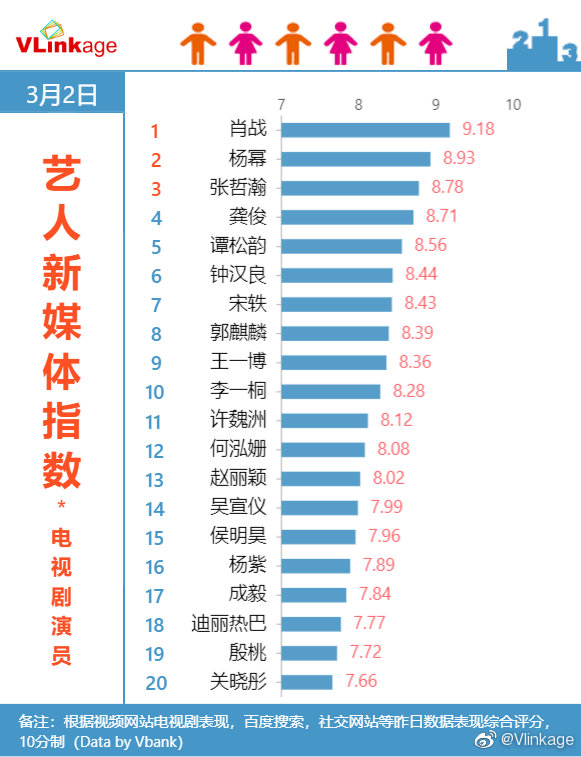 VLinkage
1
2
3
3月2日
艺人新媒体指数
*电视剧演员
7 8 9 10
1 肖战 9.18
2 杨幂 8.93
3 张哲瀚 8.78
4 龚俊 8.71
5 谭松韵 8.56
6 钟汉良 8.44
7 宋轶 8.43
8 郭麒麟 8.39
9 王一博 8.36
10 李一桐 8.28
11 许魏洲 8.12
12 何泓姗 8.08
13 赵丽颖 8.02
14 吴宣仪 7.99
15 侯明昊 7.96
16 杨紫 7.89
17 成毅 7.84
18 迪丽热巴 7.77
19 殷桃 7.72
20 关晓彤 7.66
备注：根据视频网站电视剧表现，百度搜索，社交网站等昨日数据表现综合评分，
10分制（Data by Vbank）
@Vlinkage